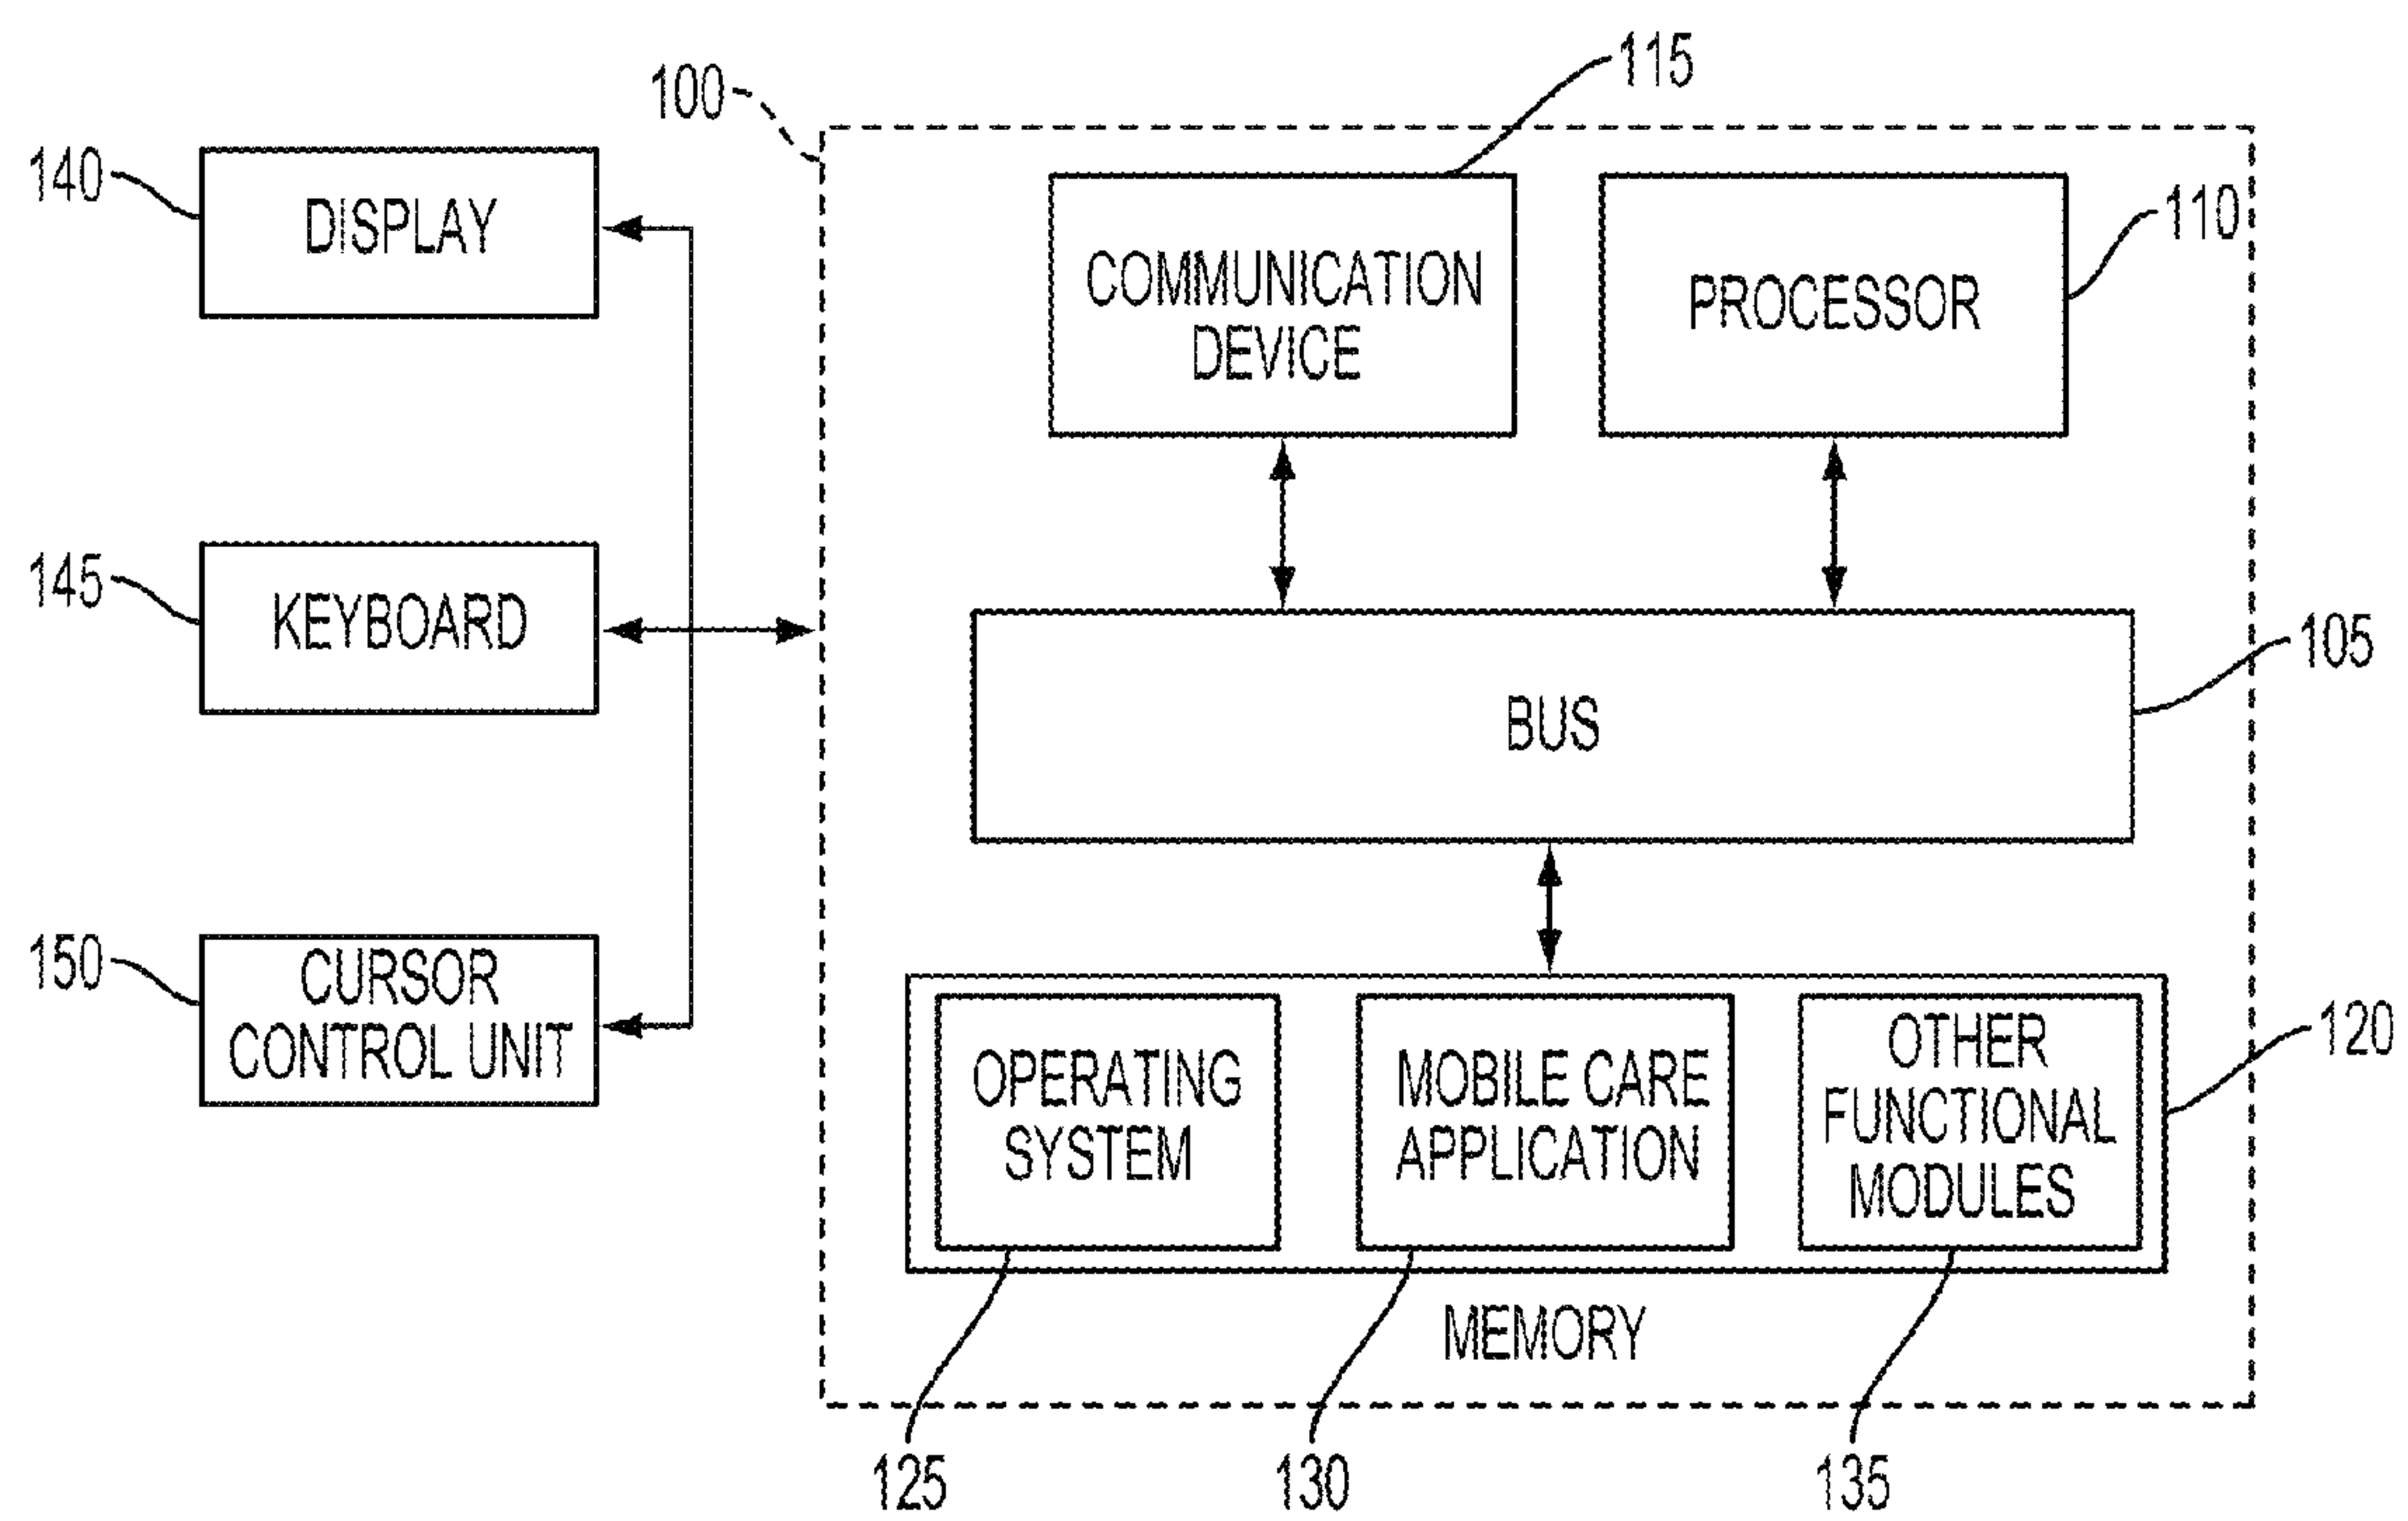 115
100
140
DISPLAY
110
COMMUNICATION
DEVICE
PROCESSOR
145
KEYBOARD
105
BUS
150
CURSOR
CONTROL UNIT
120
OPERATING
SYSTEM
MOBILE CARE
APPLICATION
OTHER
FUNCTIONAL
MODULES
MEMORY
125
130
135